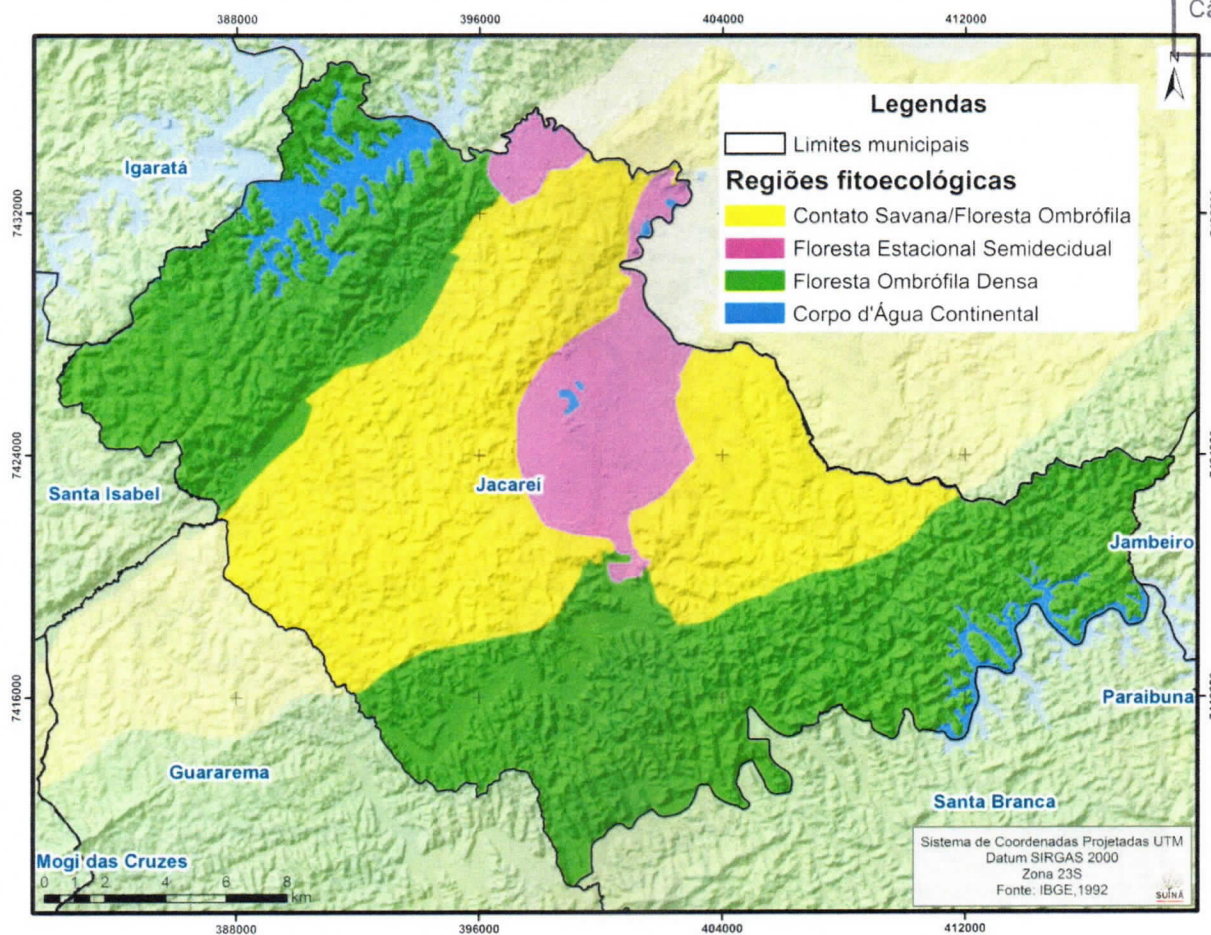 388000
396000
404000
412000
Câ
N
Legendas
Limites municipais
Regiões fitoecológicas
Contato Savana/Floresta Ombrófila
Floresta Estacional Semidecidual
Floresta Ombrófila Densa
Corpo d'Água Continental
Igaratá
7432000
7424000
Santa Isabel
Jacareí
Jambeiro
7416000
Paraibuna
Guararema
Santa Branca
Mogi das Cruzes
0 1 2 4 6 8
km
Sistema de Coordenadas Projetadas UTM
Datum SIRGAS 2000
Zona 23S
Fonte: IBGE,1992
SUINÃ
388000
396000
404000
412000